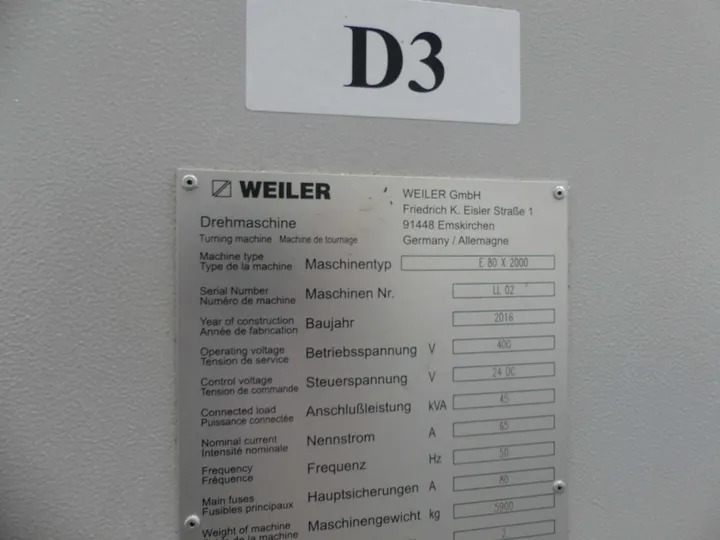 D3
WEILER
WEILER GmbH
Friedrich K. Eisler Straße 1
91448 Emskirchen
Germany / Allemagne
Drehmaschine
Turning machine Machine de tournage
Machine type
Type de la machine Maschinentyp E 80 X 2000
Serial Number
Numéro de machine Maschinen Nr. LL 02
Year of construction
Année de fabrication Baujahr 2016
Operating voltage
Tension de service Betriebsspannung V 400
Control voltage
Tension de commande Steuerspannung V 24 DC
Connected load
Puissance connectée Anschlußleistung kVA 45
Nominal current
Intensité nominale Nennstrom A 65
Frequency
Fréquence Frequenz Hz 50
Main fuses
Fusibles principaux Hauptsicherungen A 80
Weight of machine Maschinengewicht kg 5900